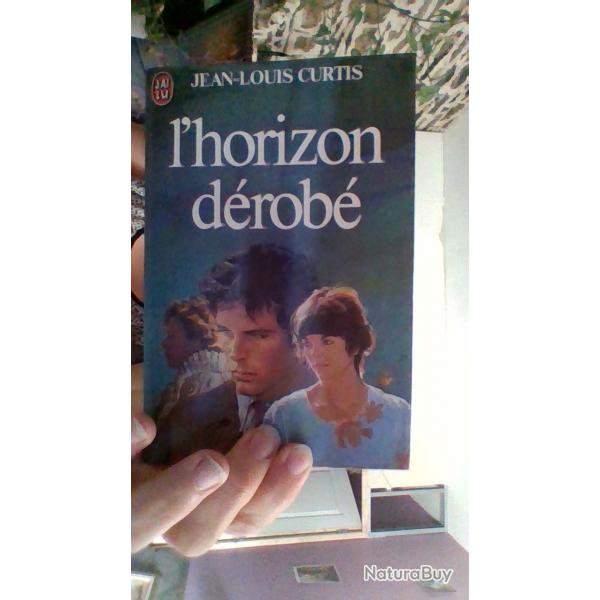 J'AI
LU
JEAN-LOUIS CURTIS
l'horizon
dérobé
NaturaBuy